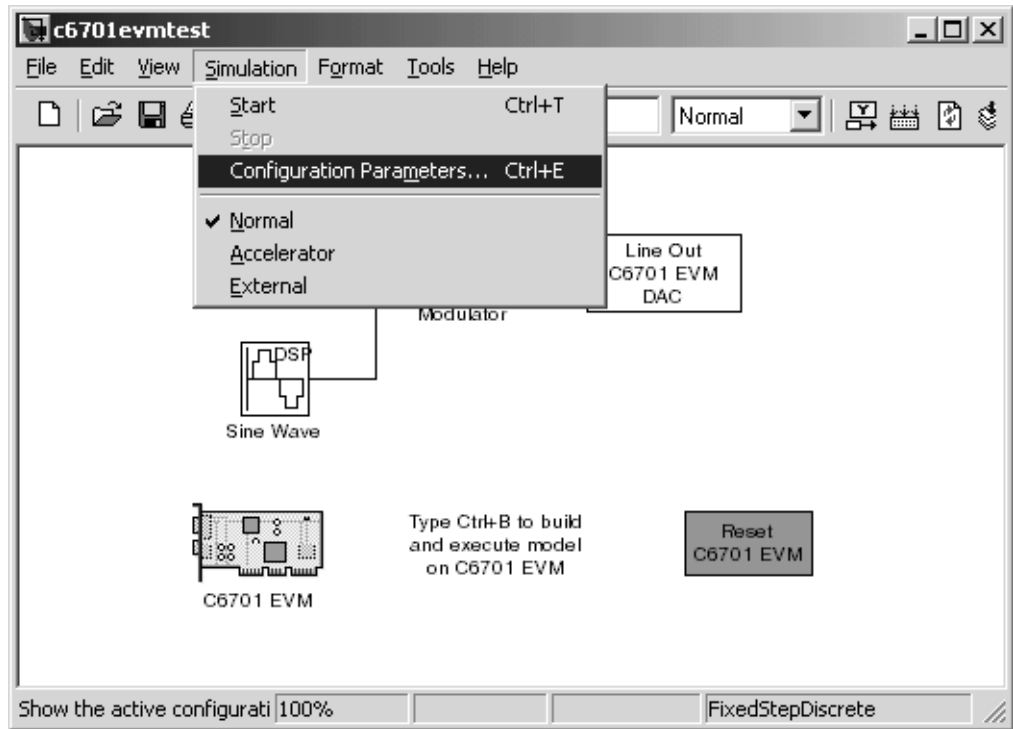 c6701evmtest
File Edit View Simulation Format Tools Help
Normal
Start Ctrl+T
Stop
Configuration Parameters... Ctrl+E
Normal
Accelerator
External
Line Out
C6701 EVM
DAC
Modulator
DSP
Sine Wave
Type Ctrl+B to build
and execute model
on C6701 EVM
Reset
C6701 EVM
C6701 EVM
Show the active configurati 100% FixedStepDiscrete